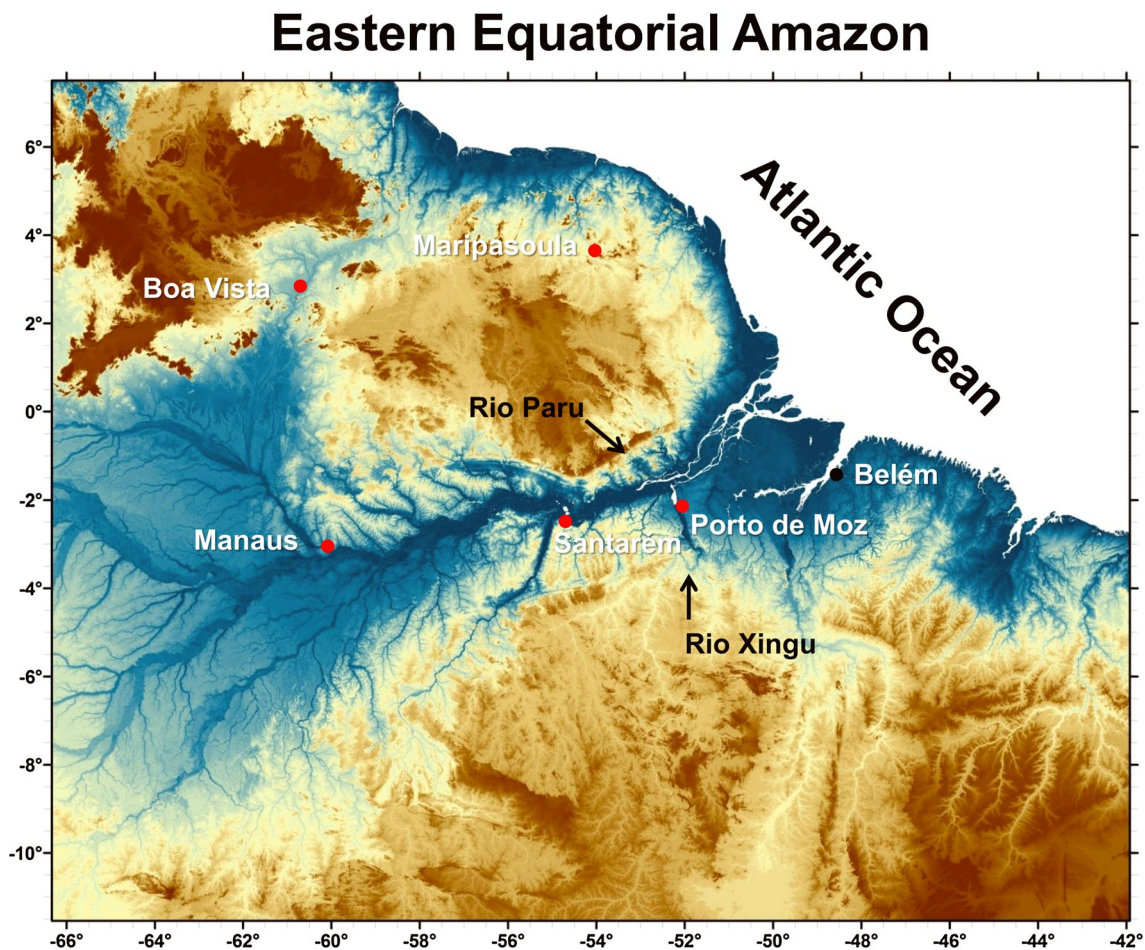 Eastern Equatorial Amazon
6°
4°
2°
0°
-2°
-4°
-6°
-8°
-10°
Atlantic Ocean
Maripasoula
Boa Vista
Rio Paru
Belém
Porto de Moz
Manaus
Santarém
Rio Xingu
-66 -64° -62° -60° -58° -56° -54° -52° -50° -48° -46° -44° -42°